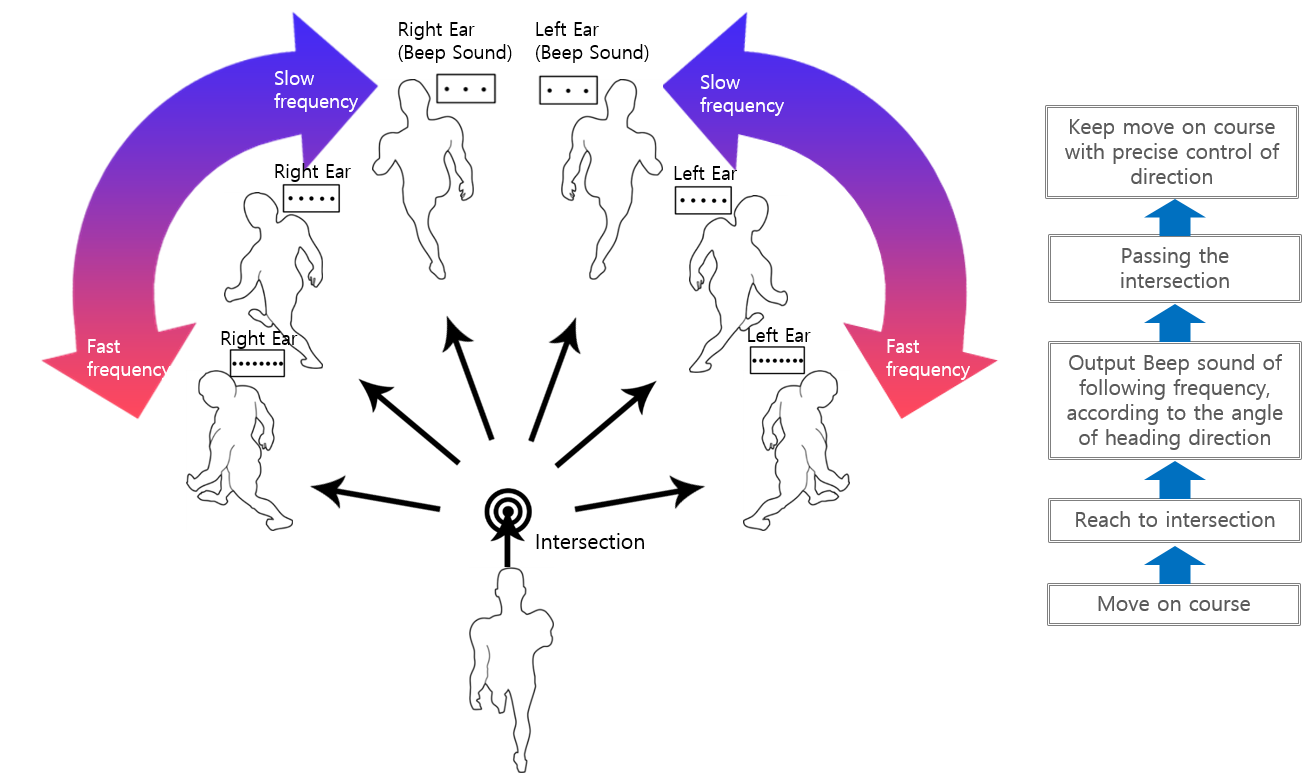 Right Ear
(Beep Sound)
Left Ear
(Beep Sound)
Slow
frequency
Slow
frequency
Right Ear
Left Ear
Right Ear
Left Ear
Fast
frequency
Fast
frequency
Intersection
Keep move on course
with precise control of
direction
Passing the
intersection
Output Beep sound of
following frequency,
according to the angle
of heading direction
Reach to intersection
Move on course